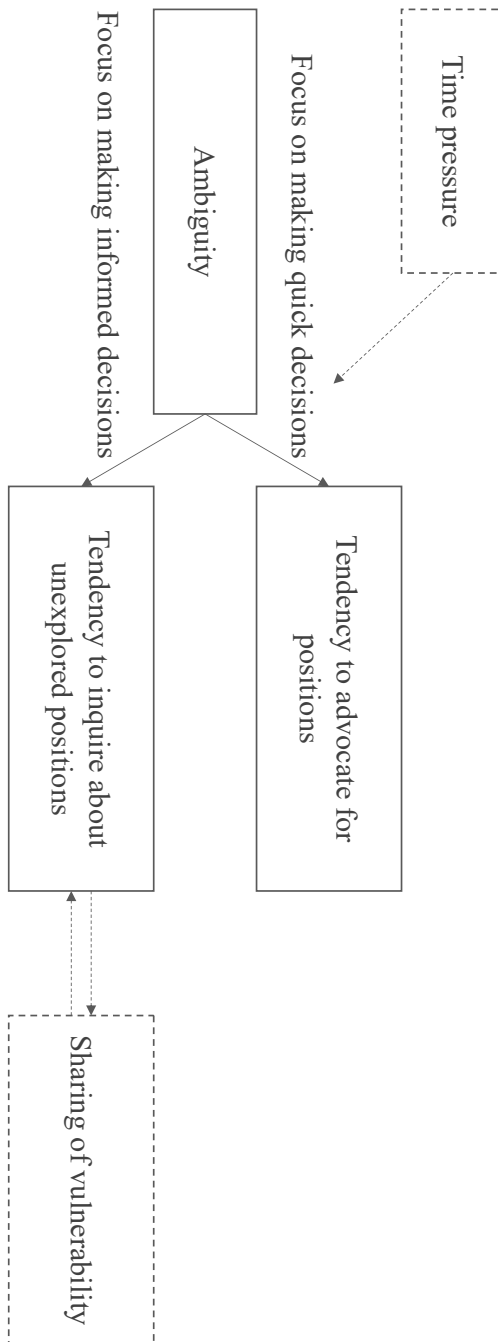 Time pressure
Focus on making quick decisions
Tendency to advocate for
positions
Ambiguity
Focus on making informed decisions
Tendency to inquire about
unexplored positions
Sharing of vulnerability